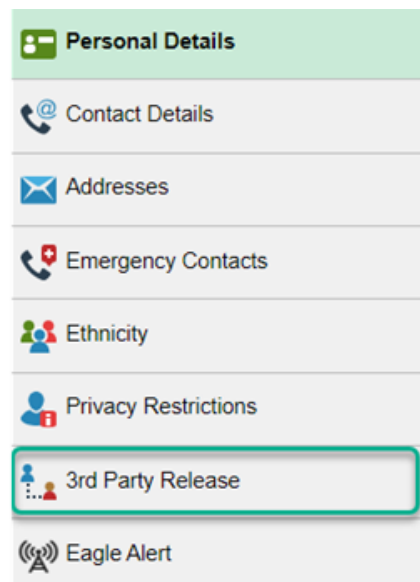 Personal Details
Contact Details
Addresses
Emergency Contacts
Ethnicity
Privacy Restrictions
3rd Party Release
Eagle Alert